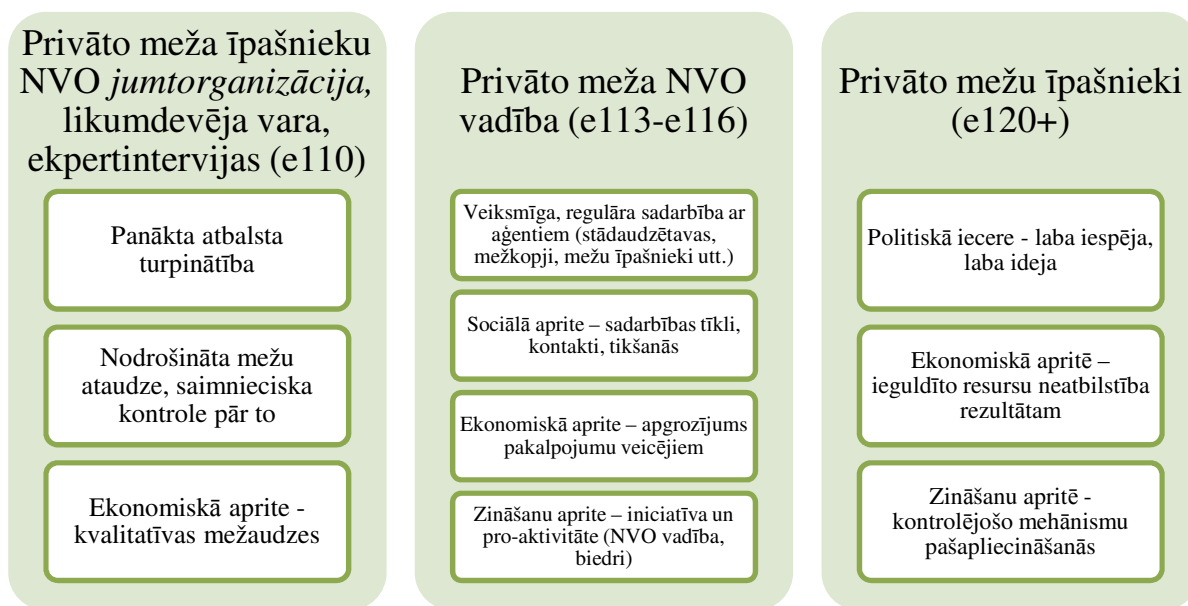 Privāto meža īpašnieku
NVO jumtorganizācija,
likumdevēja vara,
ekpertintervijas (e110)
Panākta atbalsta
turpinātība
Nodrošināta mežu
ataudze, saimnieciska
kontrole pār to
Ekonomiskā aprite -
kvalitatīvas mežaudzes
Privāto meža NVO
vadība (e113-e116)
Veiksmīga, regulāra sadarbība ar
aģentiem (stādaudzētavas,
mežkopji, mežu īpašnieki utt.)
Sociālā aprite – sadarbības tīkli,
kontakti, tikšanās
Ekonomiskā aprite – apgrozījums
pakalpojumu veicējiem
Zināšanu aprite – iniciatīva un
pro-aktivitāte (NVO vadība,
biedri)
Privāto mežu īpašnieki
(e120+)
Politiskā iecere - laba iespēja,
laba ideja
Ekonomiskā apritē –
ieguldīto resursu neatbilstība
rezultātam
Zināšanu apritē -
kontrolējošo mehānismu
pašapliecināšanās